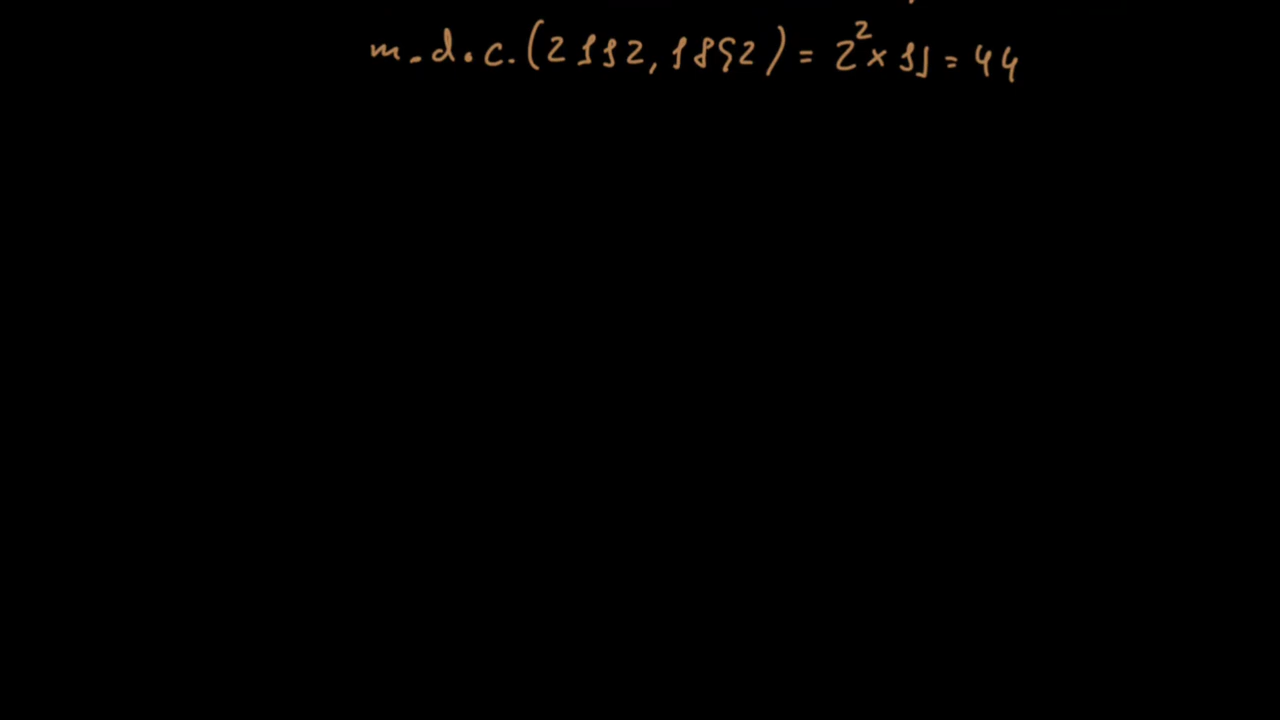 m.d.c.(2112, 1892) = 2² × 11 = 44